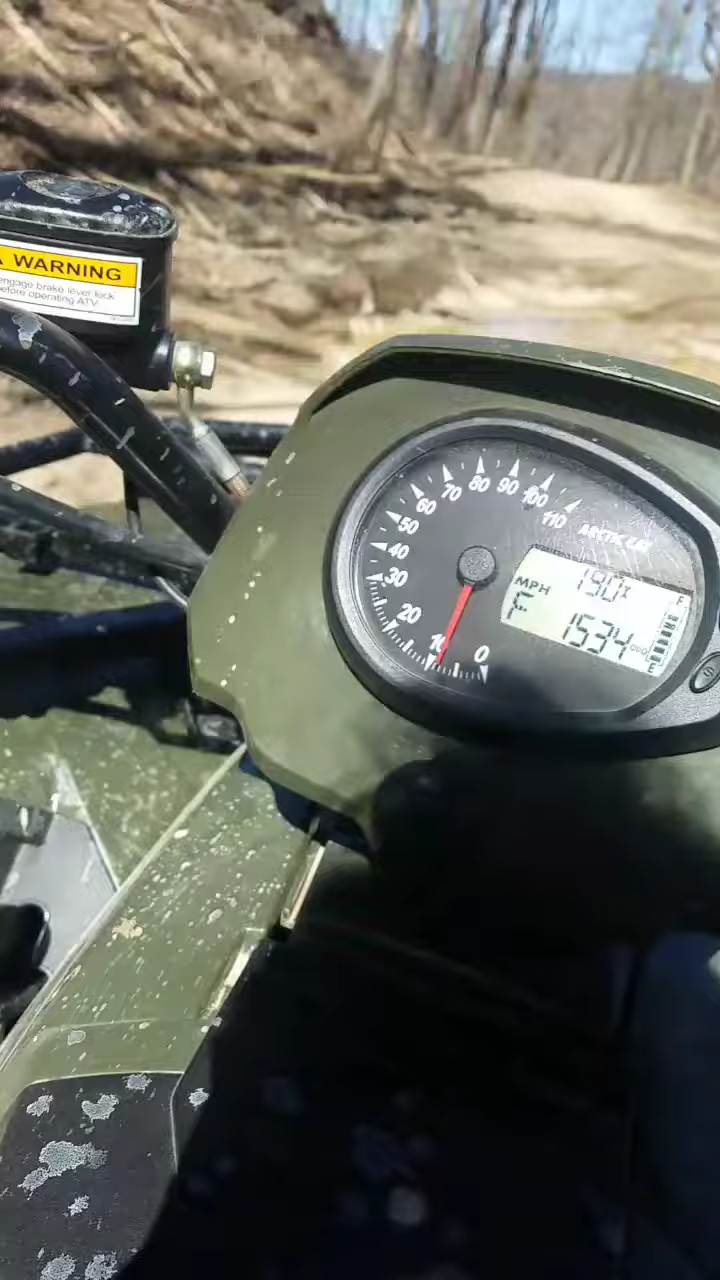 WARNING
engage brake lever lock
before operating ATV
0
10
20
30
40
50
60
70
80
90
100
110
ARCTIC CAT
MPH
F
F
1534 ODO
E